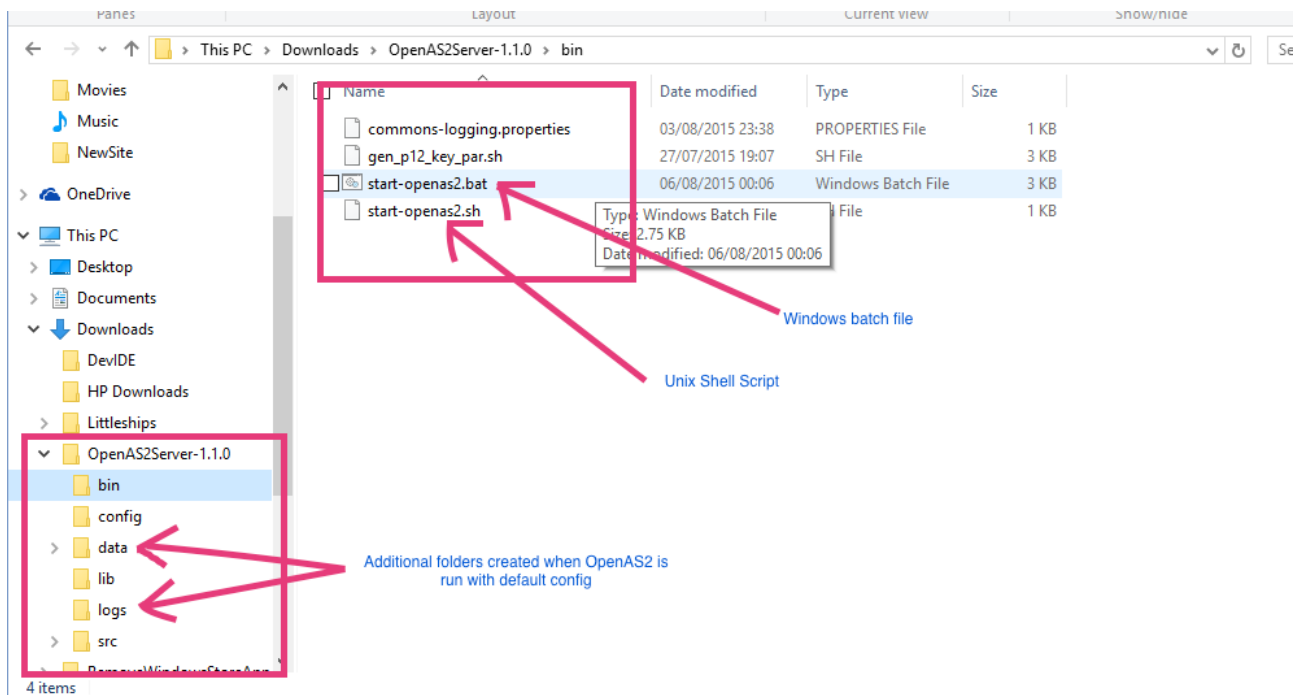 Panes Layout Current view Show/hide
This PC > Downloads > OpenAS2Server-1.1.0 > bin
Movies
Music
NewSite
OneDrive
This PC
Desktop
Documents
Downloads
DevIDE
HP Downloads
Littleships
OpenAS2Server-1.1.0
bin
config
data
lib
logs
src
RemoveWindowsStoreApp
4 items
Name Date modified Type Size
commons-logging.properties 03/08/2015 23:38 PROPERTIES File 1 KB
gen_p12_key_par.sh 27/07/2015 19:07 SH File 3 KB
start-openas2.bat 06/08/2015 00:06 Windows Batch File 3 KB
start-openas2.sh File 1 KB
Type: Windows Batch File
Size: 2.75 KB
Date modified: 06/08/2015 00:06
Windows batch file
Unix Shell Script
Additional folders created when OpenAS2 is
run with default config